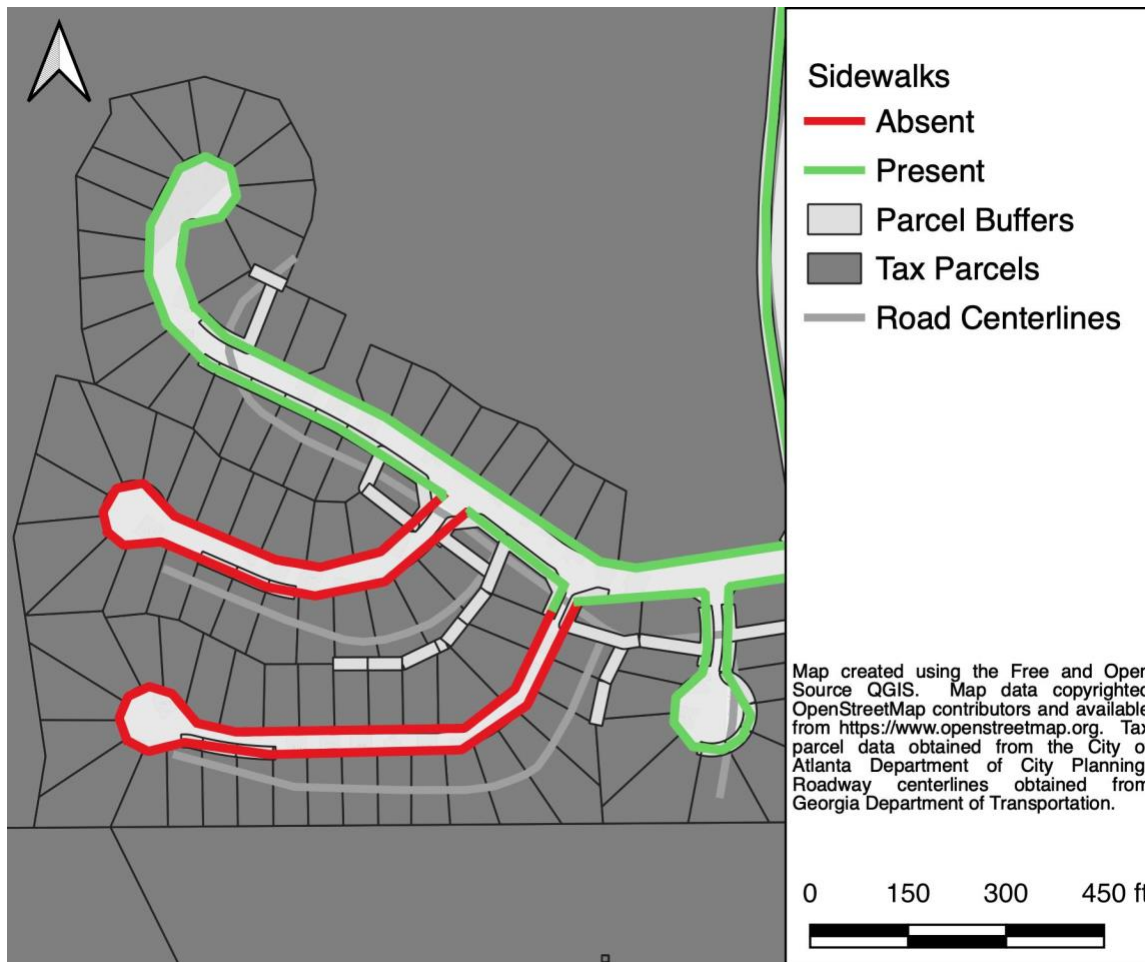 Sidewalks
Absent
Present
Parcel Buffers
Tax Parcels
Road Centerlines
Map created using the Free and Open
Source QGIS. Map data copyrighted
OpenStreetMap contributors and available
from https://www.openstreetmap.org. Tax
parcel data obtained from the City o
Atlanta Department of City Planning
Roadway centerlines obtained from
Georgia Department of Transportation.
0 150 300 450 ft